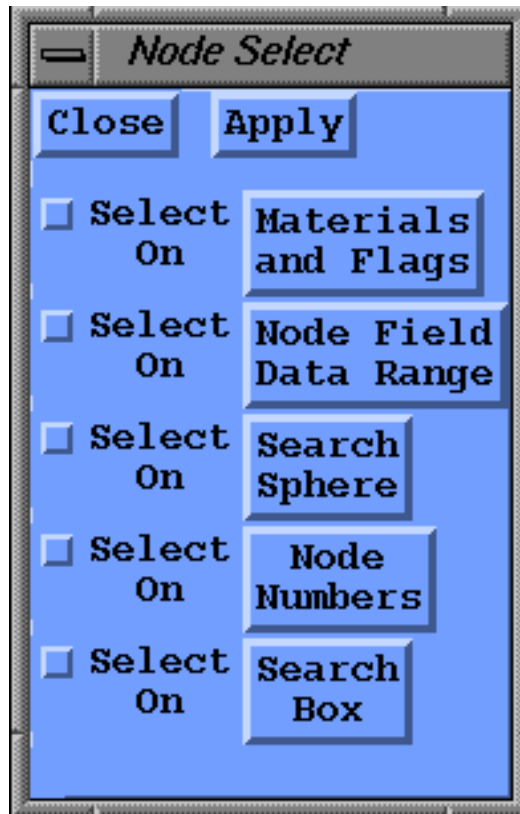 Node Select
Close Apply
Select Materials
On and Flags
Select Node Field
On Data Range
Select Search
On Sphere
Select Node
On Numbers
Select Search
On Box